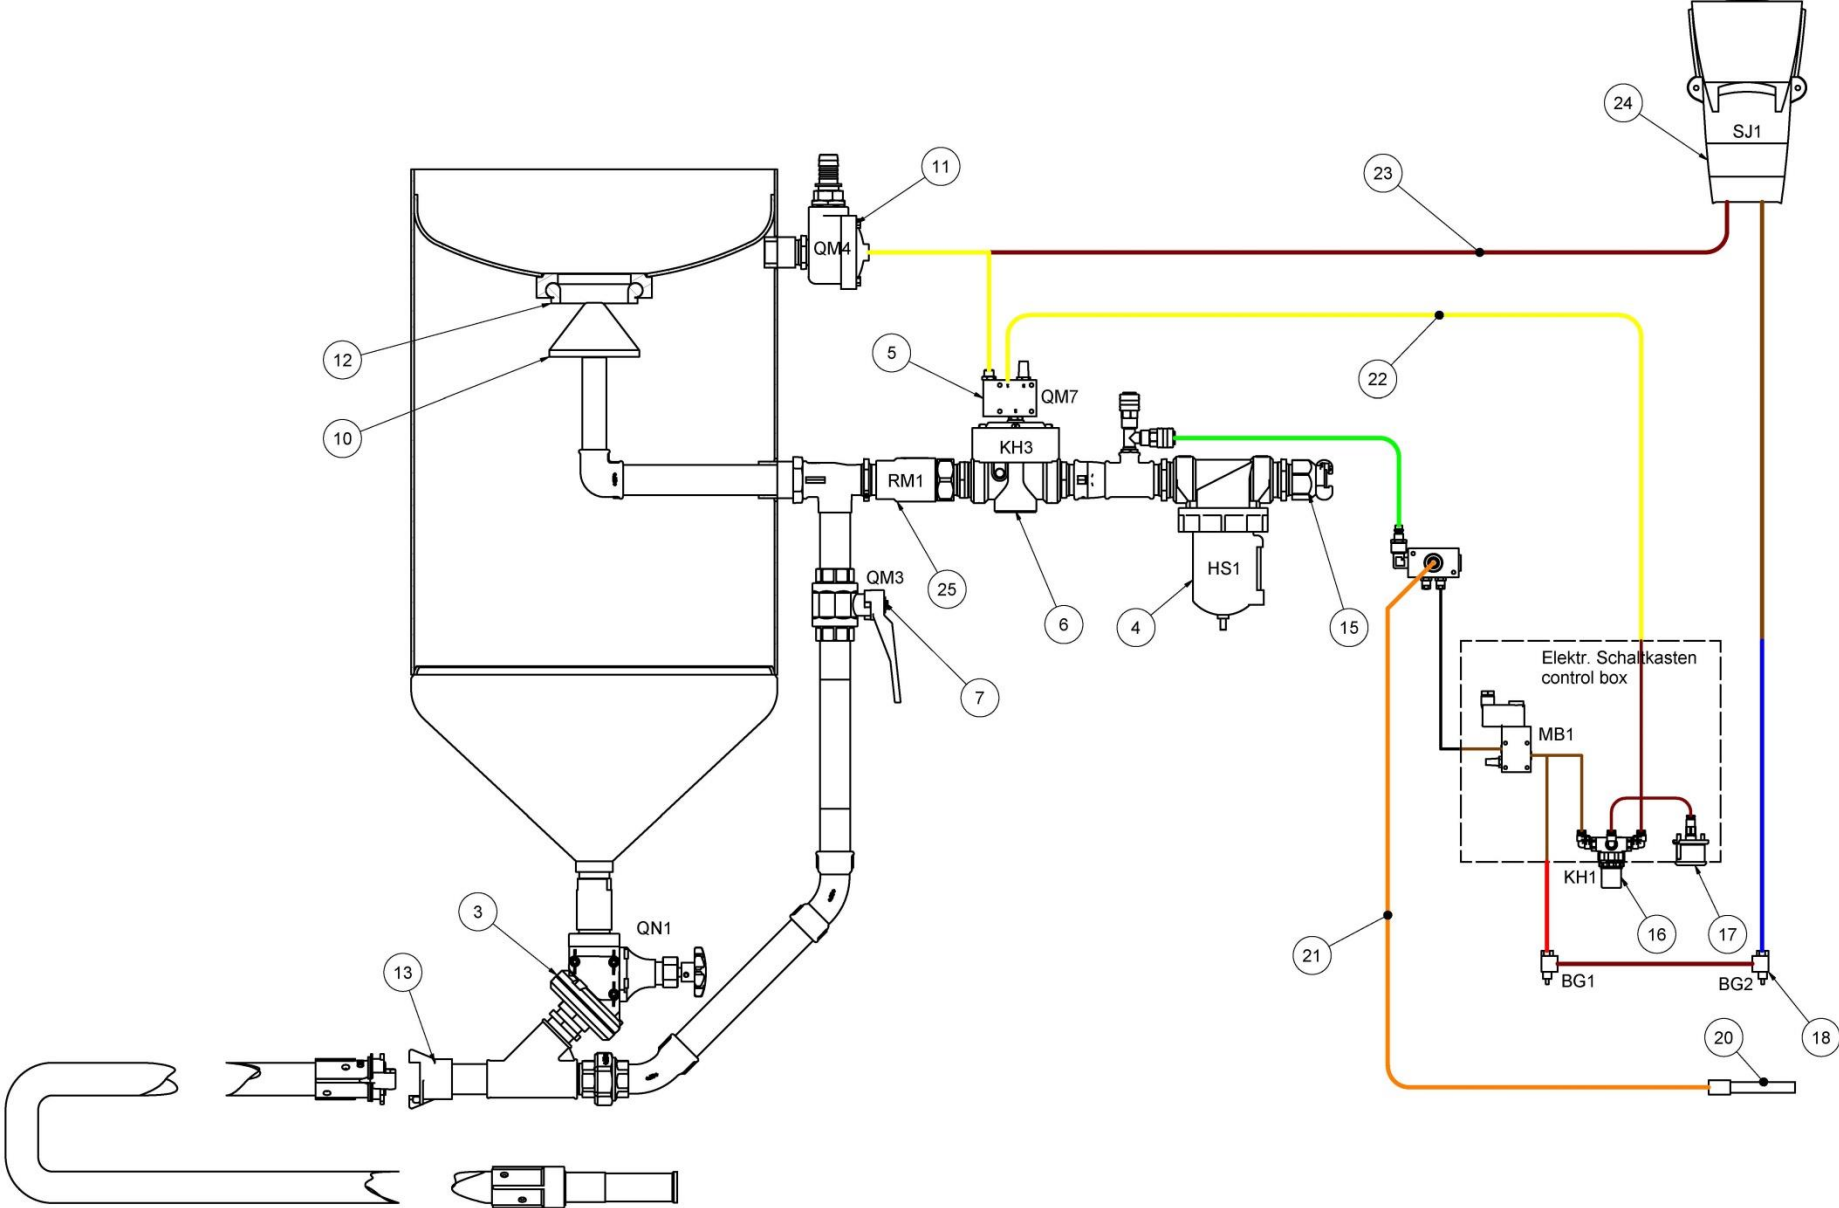 24
SJ1
11
23
QM4
12
5
22
QM7
10
KH3
RM1
QM3
25
6
HS1
4
15
7
Elektr. Schaltkasten
control box
MB1
KH1
3
QN1
13
16
17
21
BG1
BG2
18
20